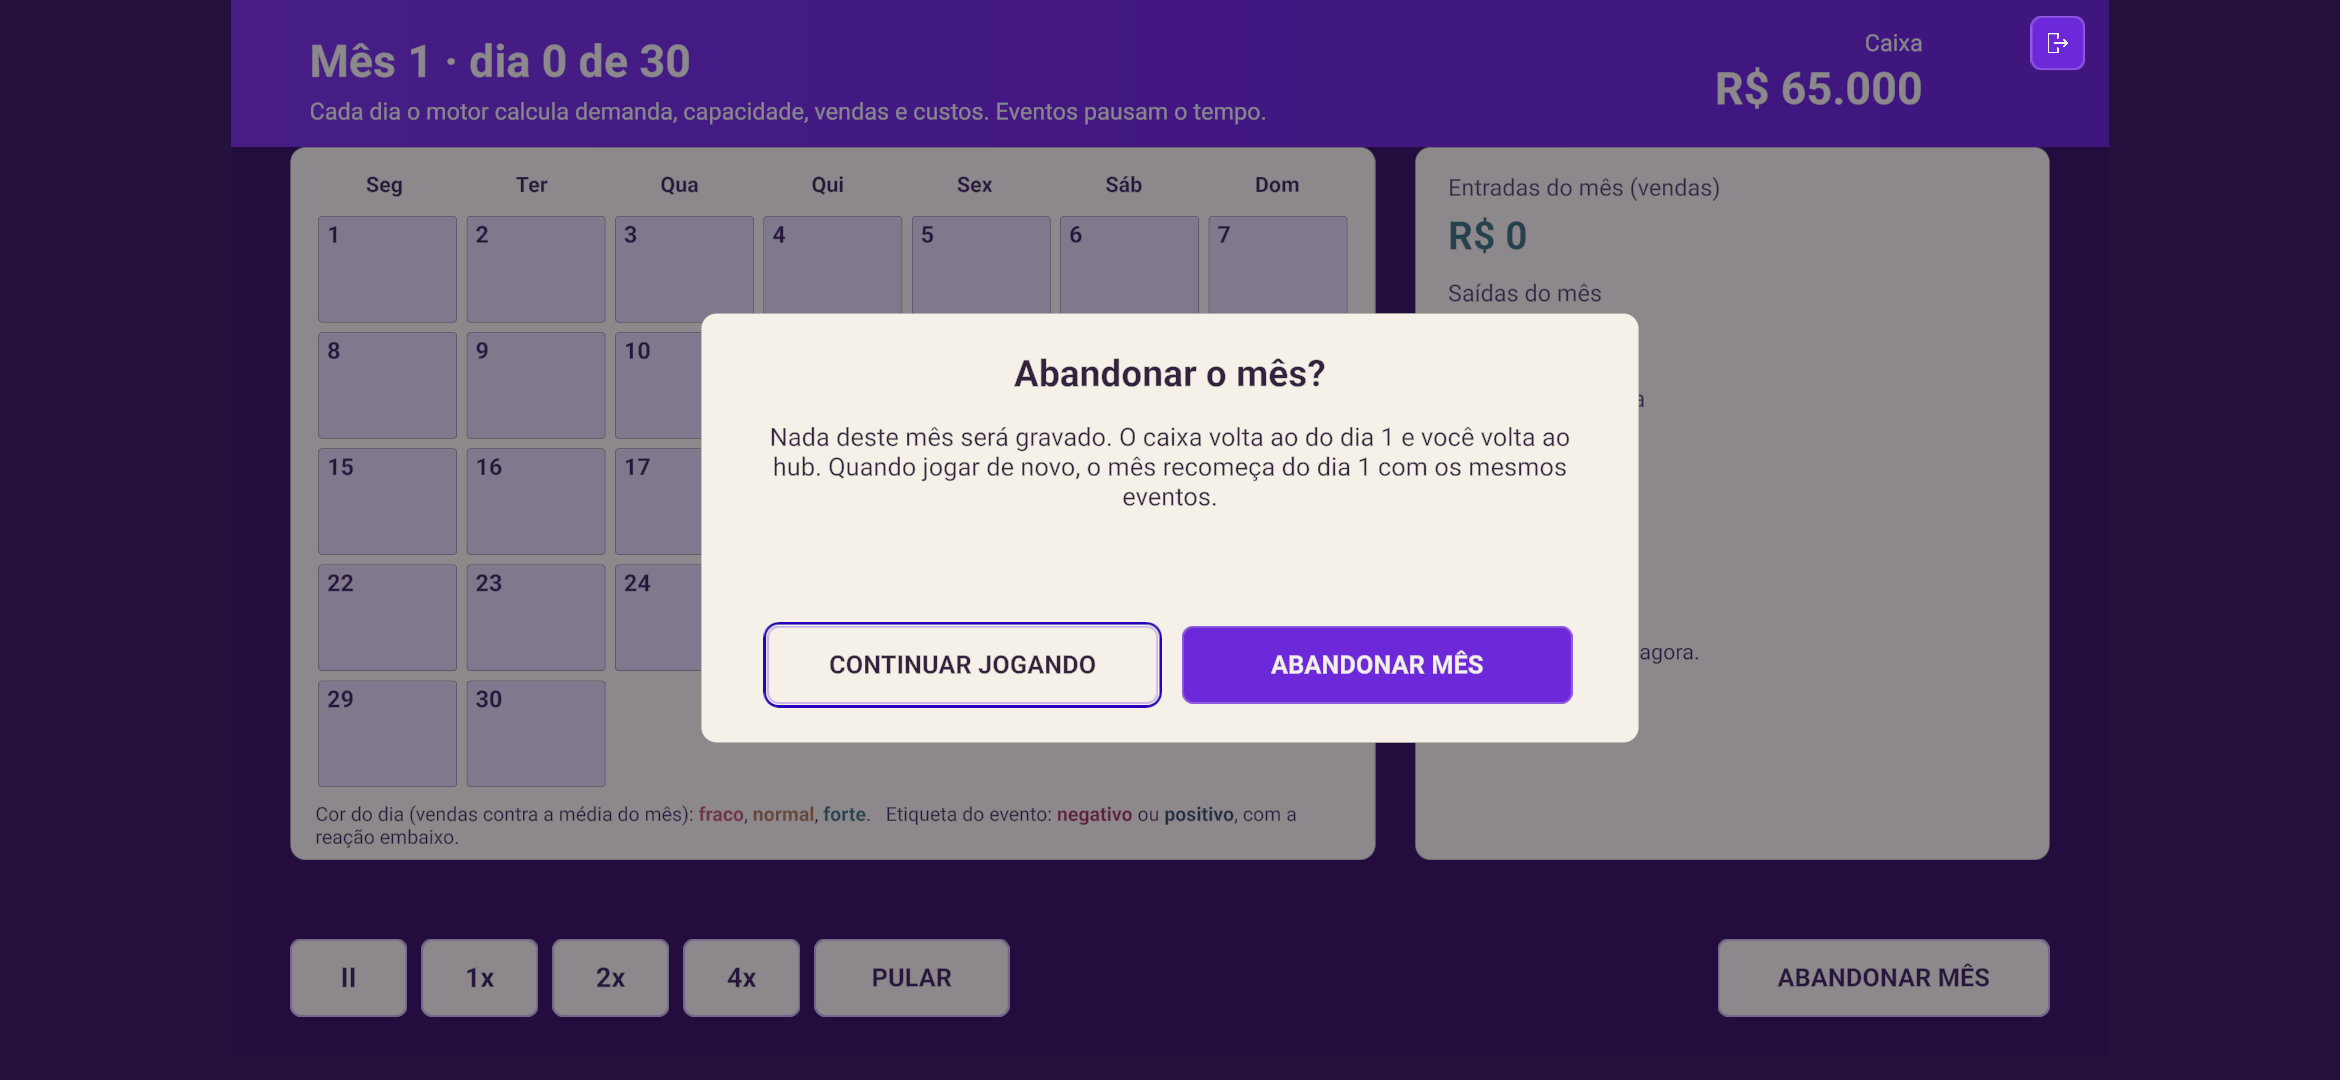 Mês 1 · dia 0 de 30
Cada dia o motor calcula demanda, capacidade, vendas e custos. Eventos pausam o tempo.
Caixa
R$ 65.000
Seg Ter Qua Qui Sex Sáb Dom
1 2 3 4 5 6 7
8 9 10
15 16 17
22 23 24
29 30
Cor do dia (vendas contra a média do mês): fraco, normal, forte. Etiqueta do evento: negativo ou positivo, com a
reação embaixo.
Entradas do mês (vendas)
R$ 0
Saídas do mês
a
agora.
Abandonar o mês?
Nada deste mês será gravado. O caixa volta ao do dia 1 e você volta ao
hub. Quando jogar de novo, o mês recomeça do dia 1 com os mesmos
eventos.
CONTINUAR JOGANDO
ABANDONAR MÊS
II 1x 2x 4x PULAR
ABANDONAR MÊS